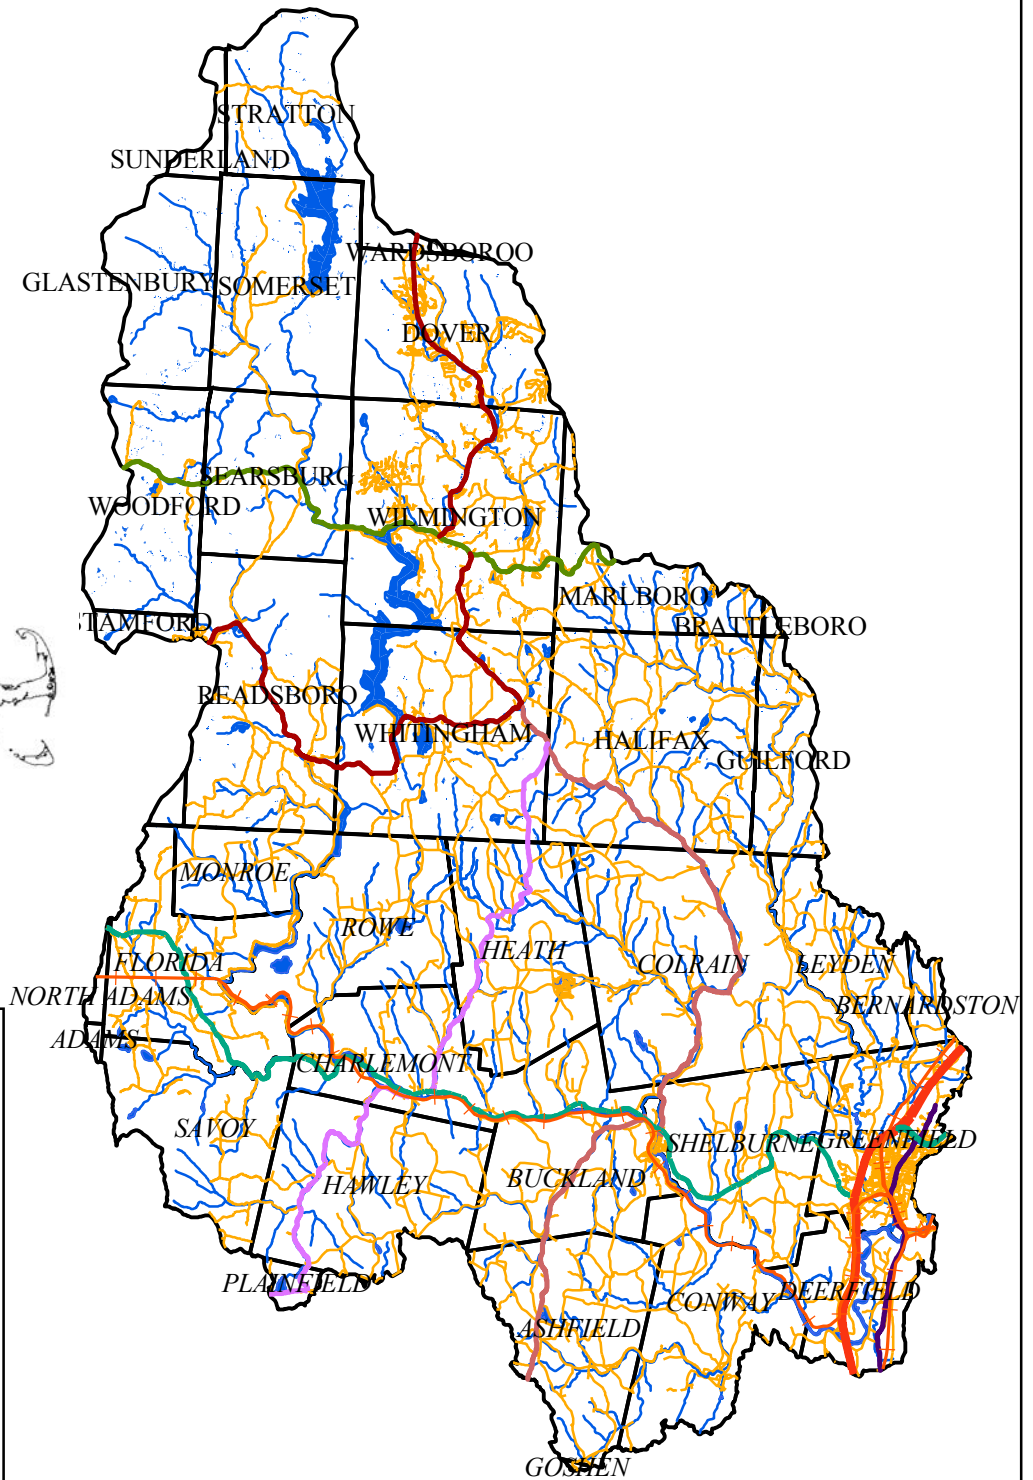 STRATTON
SUNDERLAND
WARDSBOROO
GLASTENBURY
SOMERSET
DOVER
SEARSBURG
WOODFORD
WILMINGTON
MARLBORO
STAMFORD
BRATTLEBORO
READSBORO
WHITINGHAM
HALIFAX
GUILFORD
MONROE
ROWE
HEATH
FLORIDA
COLRAIN
LEYDEN
NORTH ADAMS
BERNARDSTON
ADAMS
CHARLEMONT
SAVOY
SHELBURNE
GREENFIELD
HAWLEY
BUCKLAND
PLAINFIELD
DEERFIELD
CONWAY
ASHFIELD
GOSHEN